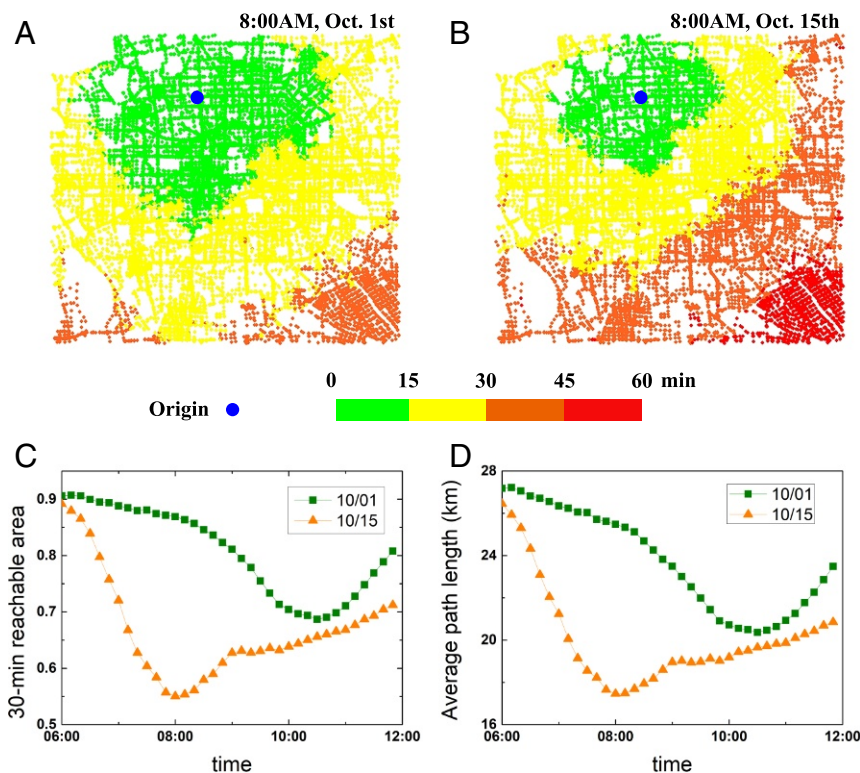 A
8:00AM, Oct. 1st
B
8:00AM, Oct. 15th
0 15 30 45 60 min
Origin
C
30-min reachable area
0.9
0.8
0.7
0.6
0.5
10/01
10/15
06:00 08:00 10:00 12:00
time
D
Average path length (km)
28
24
20
16
10/01
10/15
06:00 08:00 10:00 12:00
time